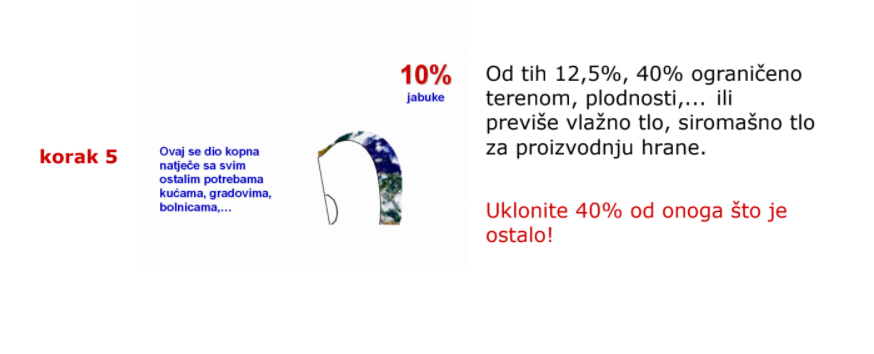 korak 5
10%
jabuke
Ovaj se dio kopna
natječe sa svim
ostalim potrebama
kućama, gradovima,
bolnicama,...
Od tih 12,5%, 40% ograničeno
terenom, plodnosti,... ili
previše vlažno tlo, siromašno tlo
za proizvodnju hrane.
Uklonite 40% od onoga što je
ostalo!